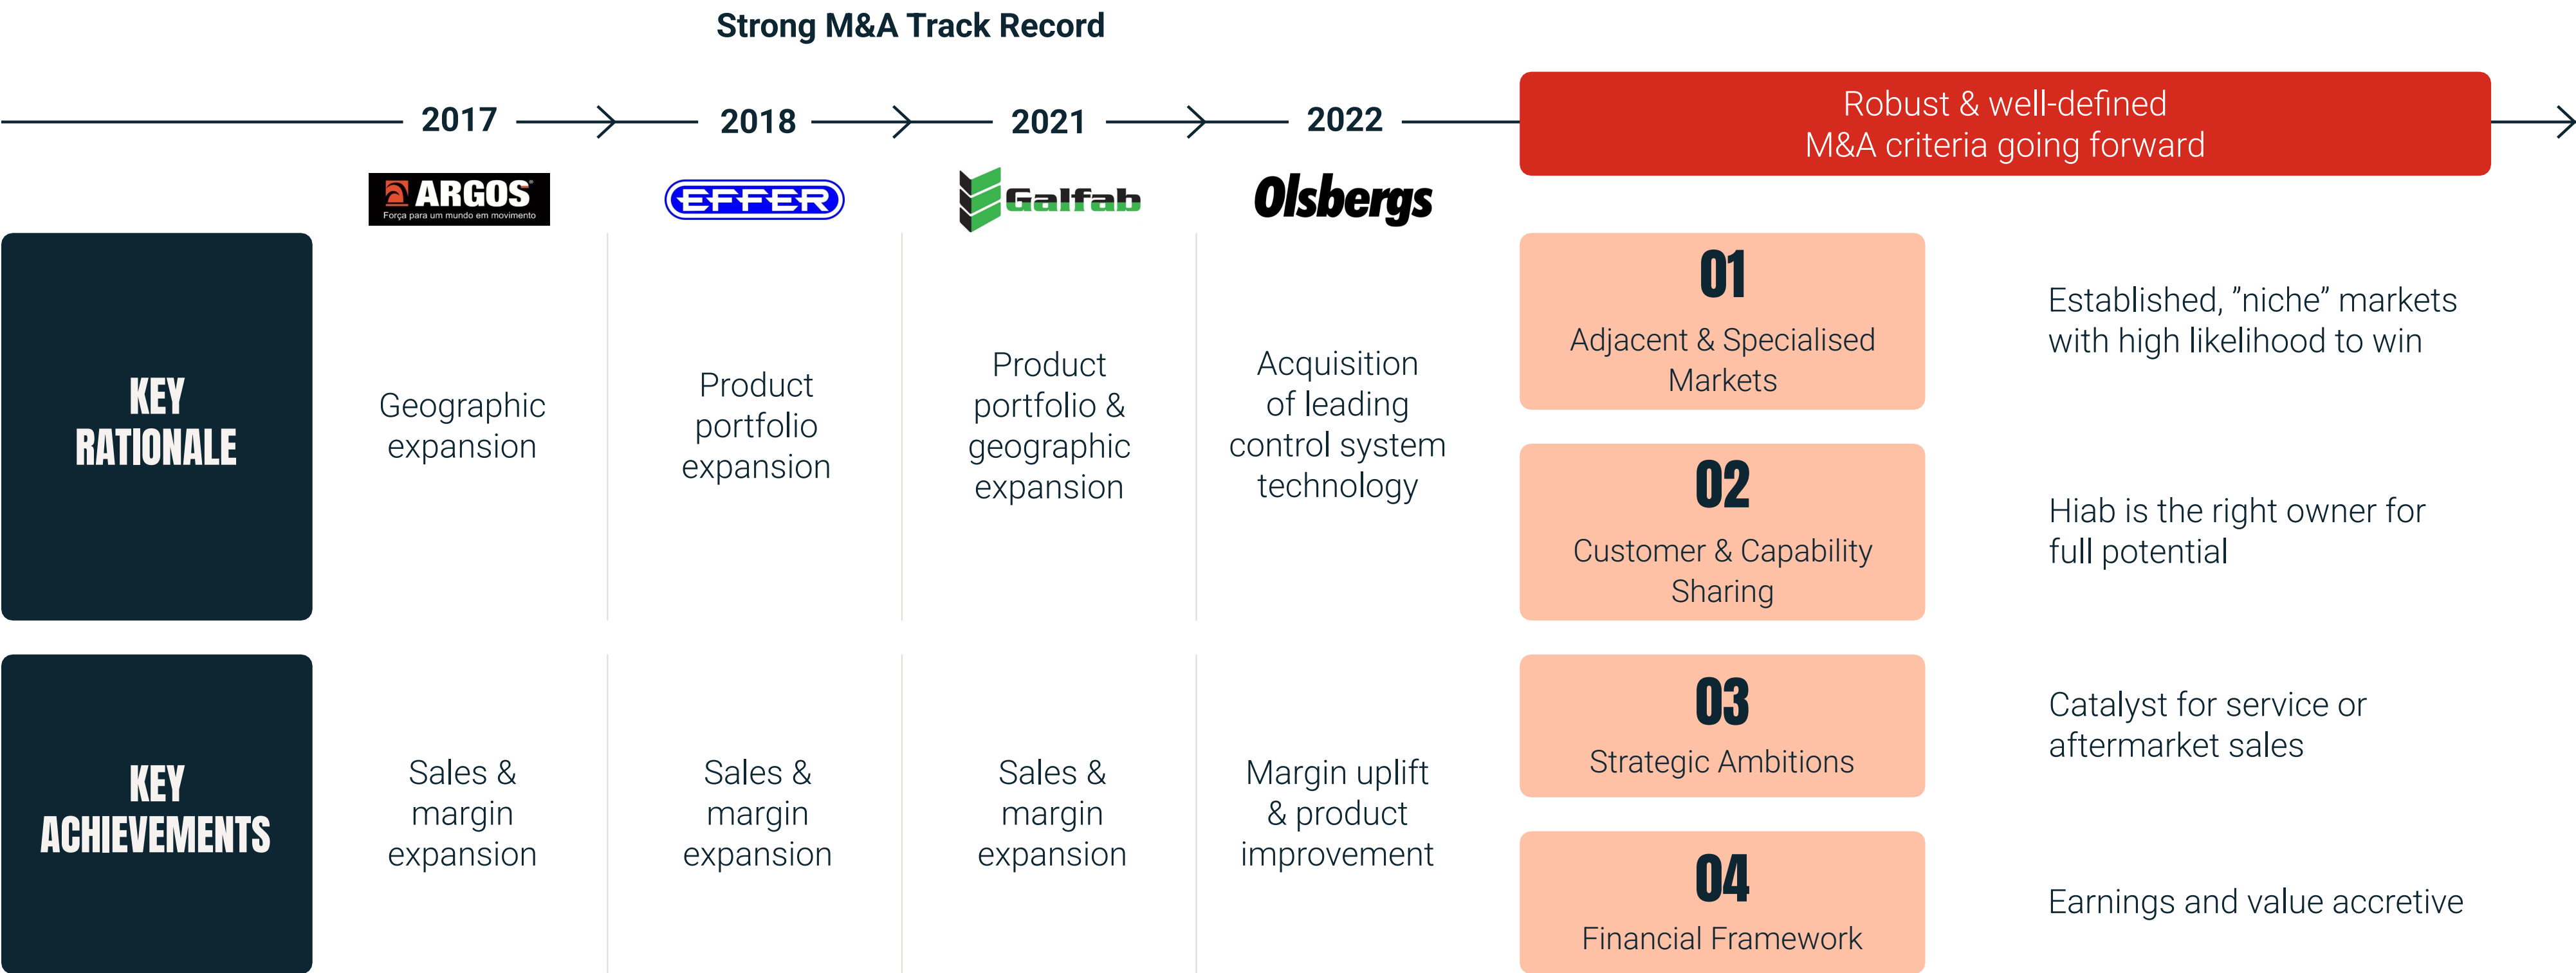 Strong M&A Track Record
2017
2018
2021
2022
Robust & well-defined
M&A criteria going forward
ARGOS
Força para um mundo em movimento
EFFER
Galfab
Olsbergs
KEY
RATIONALE
Geographic
expansion
Product
portfolio
expansion
Product
portfolio &
geographic
expansion
Acquisition
of leading
control system
technology
KEY
ACHIEVEMENTS
Sales &
margin
expansion
Sales &
margin
expansion
Sales &
margin
expansion
Margin uplift
& product
improvement
01
Adjacent & Specialised
Markets
Established, ”niche” markets
with high likelihood to win
02
Customer & Capability
Sharing
Hiab is the right owner for
full potential
03
Strategic Ambitions
Catalyst for service or
aftermarket sales
04
Financial Framework
Earnings and value accretive